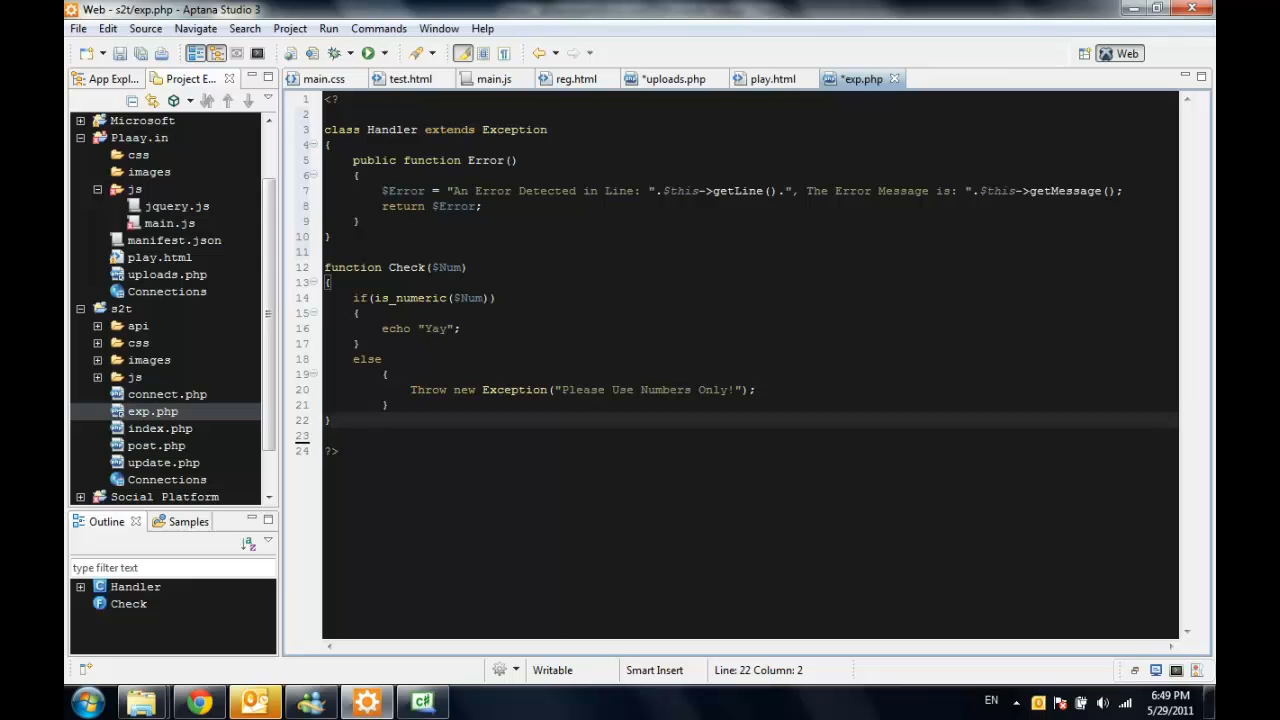 Web - s2t/exp.php - Aptana Studio 3
File Edit Source Navigate Search Project Run Commands Window Help
Web
App Expl... Project E...
main.css test.html main.js reg.html *uploads.php play.html *exp.php
Microsoft
Plaay.in
css
images
js
jquery.js
main.js
manifest.json
play.html
uploads.php
Connections
s2t
api
css
images
js
connect.php
exp.php
index.php
post.php
update.php
Connections
Social Platform
Outline Samples
type filter text
Handler
Check
1 <?
2
3 class Handler extends Exception
4 {
5 public function Error()
6 {
7 $Error = "An Error Detected in Line: ".$this->getLine().", The Error Message is: ".$this->getMessage();
8 return $Error;
9 }
10 }
11
12 function Check($Num)
13 {
14 if(is_numeric($Num))
15 {
16 echo "Yay";
17 }
18 else
19 {
20 Throw new Exception("Please Use Numbers Only!");
21 }
22 }
23
24 ?>
Writable Smart Insert Line: 22 Column: 2
EN 6:49 PM
5/29/2011